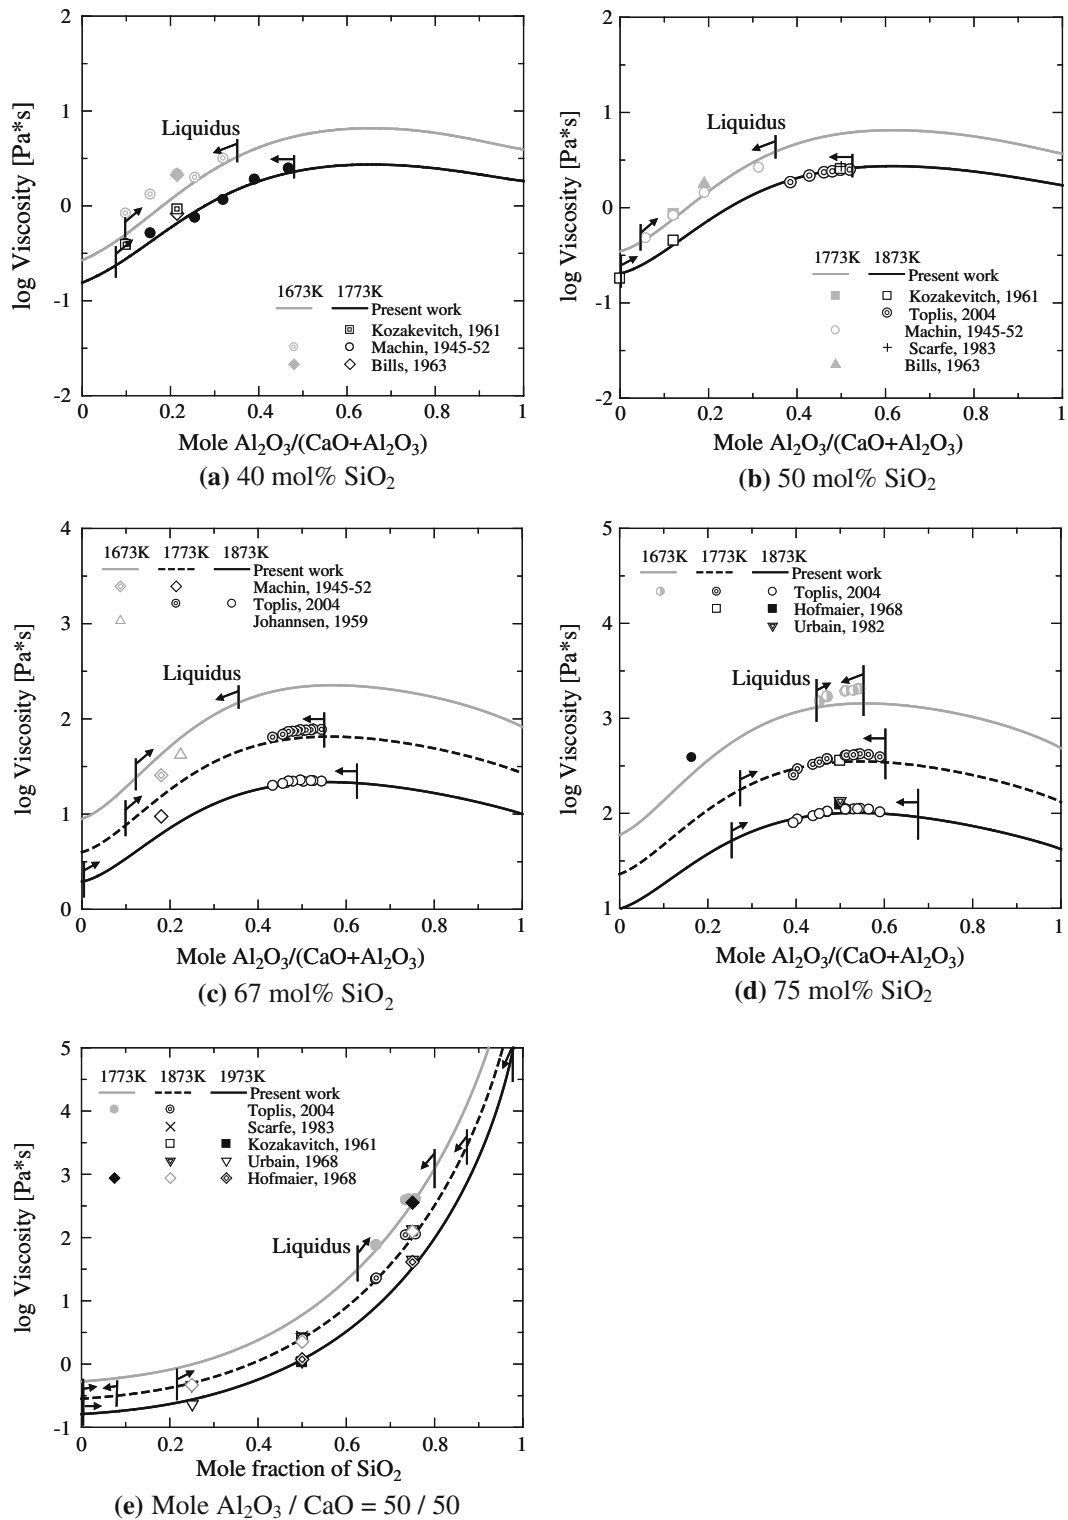 2
1
0
-1
-2
log Viscosity [Pa*s]
Liquidus
1673K 1773K
Present work
Kozakevitch, 1961
Machin, 1945-52
Bills, 1963
0 0.2 0.4 0.6 0.8 1
Mole Al₂O₃/(CaO+Al₂O₃)
(a) 40 mol% SiO₂
2
1
0
-1
-2
log Viscosity [Pa*s]
Liquidus
1773K 1873K
Present work
Kozakevitch, 1961
Toplis, 2004
Machin, 1945-52
Scarfe, 1983
Bills, 1963
0 0.2 0.4 0.6 0.8 1
Mole Al₂O₃/(CaO+Al₂O₃)
(b) 50 mol% SiO₂
4
3
2
1
0
log Viscosity [Pa*s]
1673K 1773K 1873K
Present work
Machin, 1945-52
Toplis, 2004
Johannsen, 1959
Liquidus
0 0.2 0.4 0.6 0.8 1
Mole Al₂O₃/(CaO+Al₂O₃)
(c) 67 mol% SiO₂
5
4
3
2
1
log Viscosity [Pa*s]
1673K 1773K 1873K
Present work
Toplis, 2004
Hofmaier, 1968
Urbain, 1982
Liquidus
0 0.2 0.4 0.6 0.8 1
Mole Al₂O₃/(CaO+Al₂O₃)
(d) 75 mol% SiO₂
5
4
3
2
1
0
-1
log Viscosity [Pa*s]
1773K 1873K 1973K
Present work
Toplis, 2004
Scarfe, 1983
Kozakavitch, 1961
Urbain, 1968
Hofmaier, 1968
Liquidus
0 0.2 0.4 0.6 0.8 1
Mole fraction of SiO₂
(e) Mole Al₂O₃ / CaO = 50 / 50